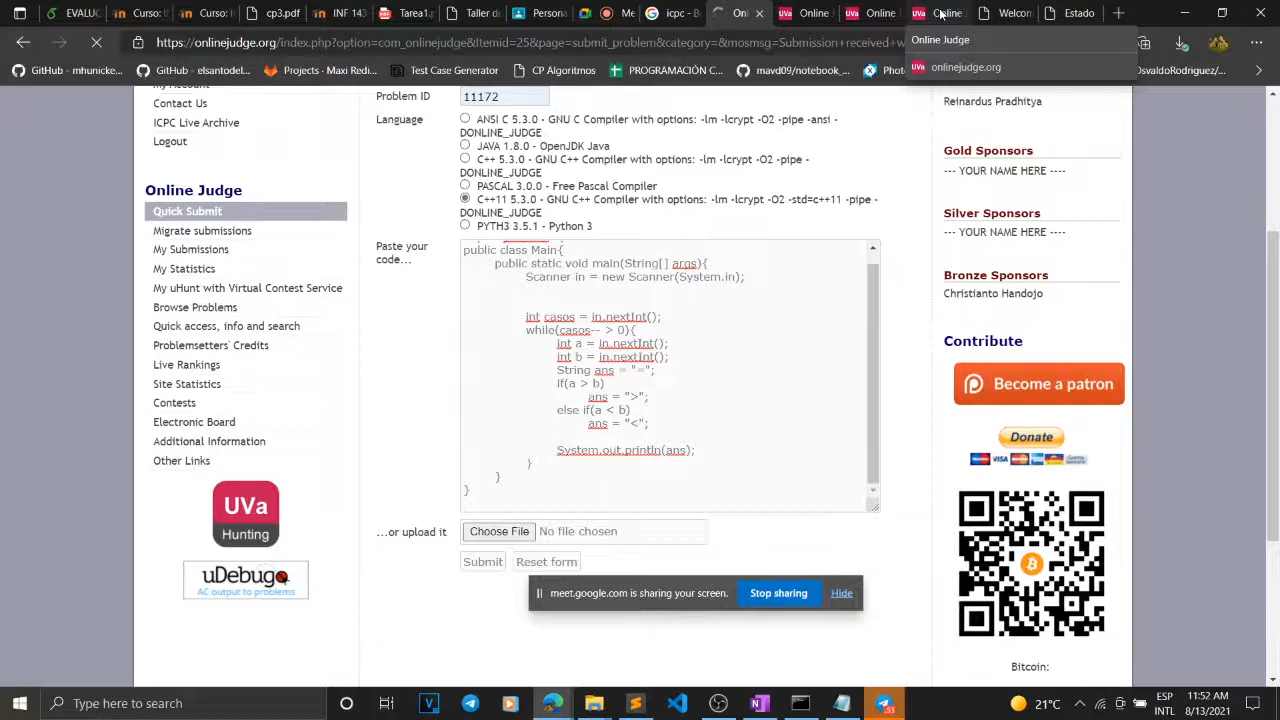 EVALU
cp3.pdf
INF 143
Tarea1.
Taller de
Persona
Me
icpc - B
Onl
Online
Online
Online
Welcon
Estado
https://onlinejudge.org/index.php?option=com_onlinejudge&Itemid=25&page=submit_problem&category=&mosmsg=Submission+received+w
Online Judge
onlinejudge.org
GitHub - mhunicke...
GitHub - elsobdel...
Projects · Maxi Redi...
Test Case Generator
CP Algoritmos
PROGRAMACIÓN (...
mavd09/notebook_...
Phot
osvaldoRodriguez/...
My Account
Contact Us
ICPC Live Archive
Logout
Online Judge
Quick Submit
Migrate submissions
My Submissions
My Statistics
My uHunt with Virtual Contest Service
Browse Problems
Quick access, info and search
Problemsetters' Credits
Live Rankings
Site Statistics
Contests
Electronic Board
Additional Information
Other Links
UVa
Hunting
uDebug
AC output to problems
Problem ID
11172
Language
ANSI C 5.3.0 - GNU C Compiler with options: -lm -lcrypt -O2 -pipe -ansi -
DONLINE_JUDGE
JAVA 1.8.0 - OpenJDK Java
C++ 5.3.0 - GNU C++ Compiler with options: -lm -lcrypt -O2 -pipe -
DONLINE_JUDGE
PASCAL 3.0.0 - Free Pascal Compiler
C++11 5.3.0 - GNU C++ Compiler with options: -lm -lcrypt -O2 -std=c++11 -pipe -
DONLINE_JUDGE
PYTH3 3.5.1 - Python 3
Paste your
code...
public class Main{
public static void main(String[] args){
Scanner in = new Scanner(System.in);
int casos = in.nextInt();
while(casos-- > 0){
int a = in.nextInt();
int b = in.nextInt();
String ans = "=";
if(a > b)
ans = ">";
else if(a < b)
ans = "<";
System.out.println(ans);
}
}
}
...or upload it
Choose File No file chosen
Submit
Reset form
meet.google.com is sharing your screen.
Stop sharing
Hide
Reinardus Pradhitya
Gold Sponsors
--- YOUR NAME HERE ----
Silver Sponsors
--- YOUR NAME HERE ----
Bronze Sponsors
Christianto Handojo
Contribute
Become a patron
Donate
Bitcoin:
Type here to search
53
21°C
ESP
INTL
11:52 AM
8/13/2021